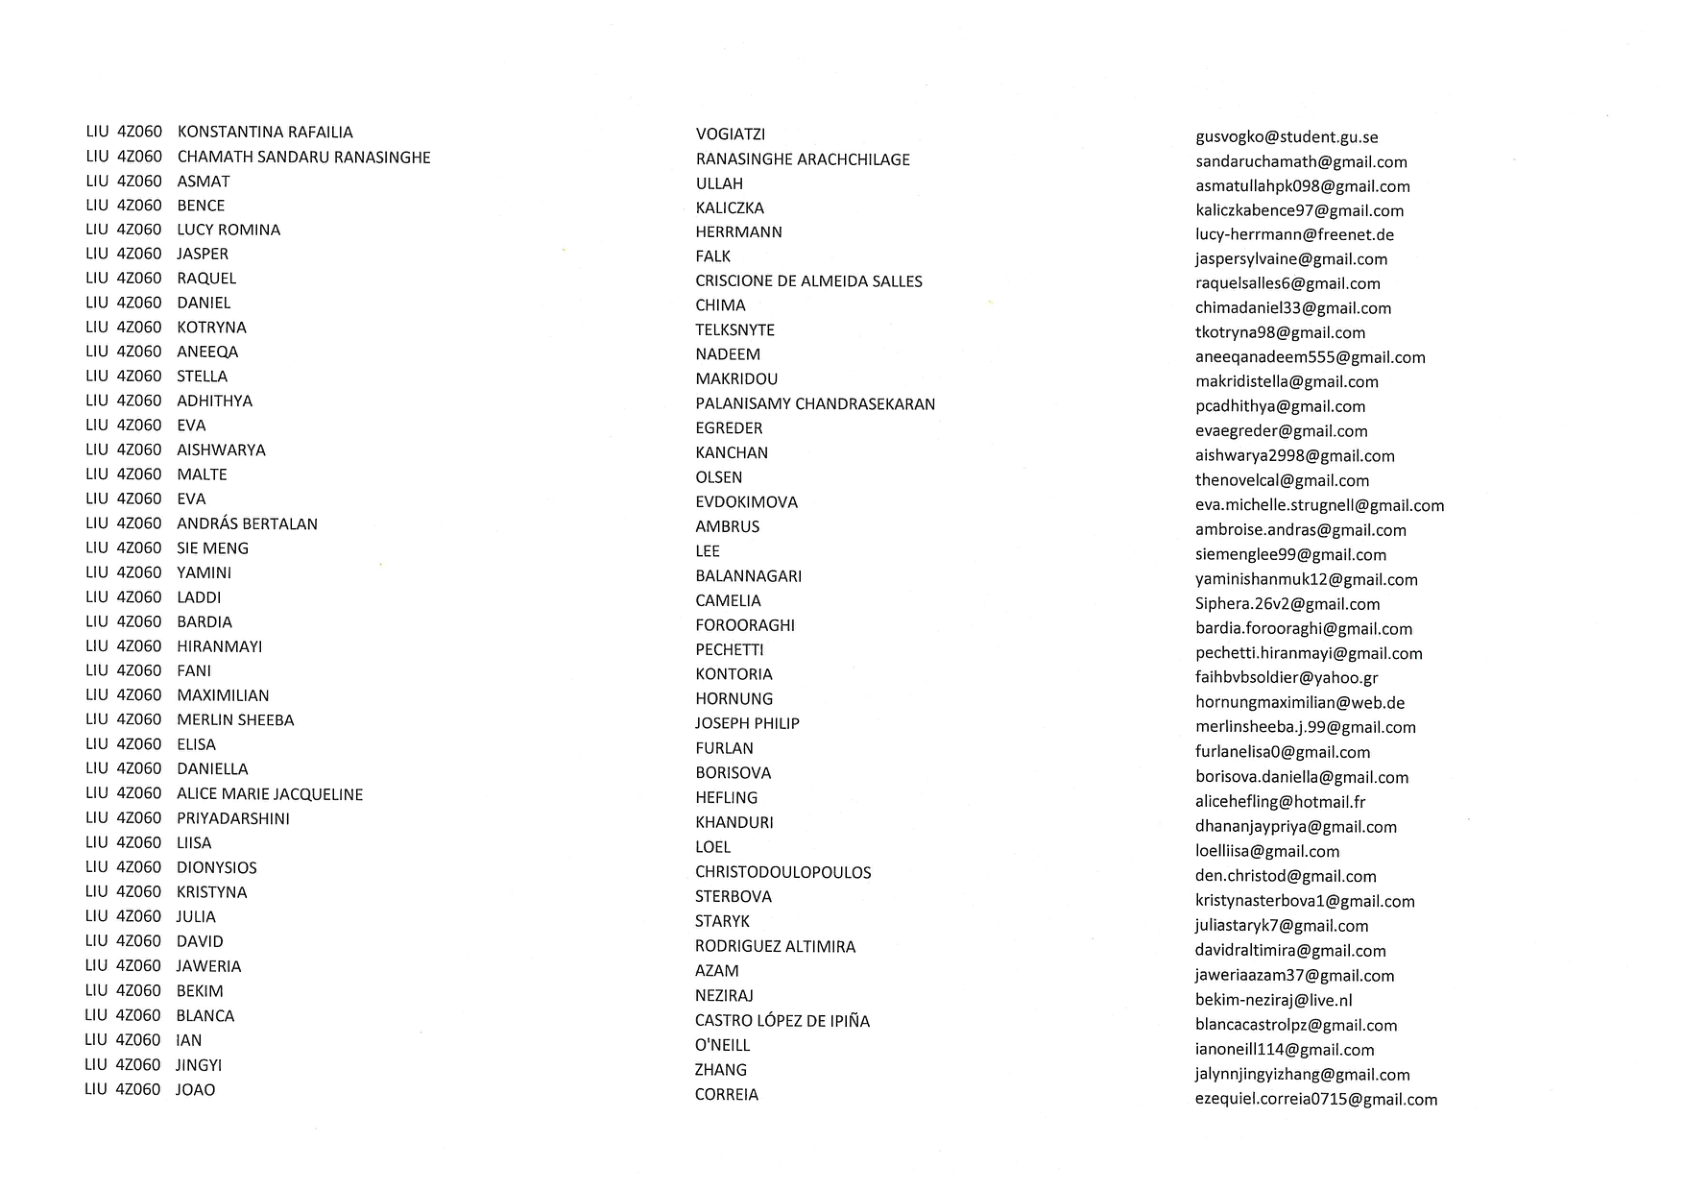 LIU 4Z060 KONSTANTINA RAFAILIA VOGIATZI gusvogko@student.gu.se
LIU 4Z060 CHAMATH SANDARU RANASINGHE RANASINGHE ARACHCHILAGE sandaruchamath@gmail.com
LIU 4Z060 ASMAT ULLAH asmatullahpk098@gmail.com
LIU 4Z060 BENCE KALICZKA kaliczkabence97@gmail.com
LIU 4Z060 LUCY ROMINA HERRMANN lucy-herrmann@freenet.de
LIU 4Z060 JASPER FALK jaspersylvaine@gmail.com
LIU 4Z060 RAQUEL CRISCIONE DE ALMEIDA SALLES raquelsalles6@gmail.com
LIU 4Z060 DANIEL CHIMA chimadaniel33@gmail.com
LIU 4Z060 KOTRYNA TELKSNYTE tkotryna98@gmail.com
LIU 4Z060 ANEEQA NADEEM aneeqanadeem555@gmail.com
LIU 4Z060 STELLA MAKRIDOU makridistella@gmail.com
LIU 4Z060 ADHITHYA PALANISAMY CHANDRASEKARAN pcadhithya@gmail.com
LIU 4Z060 EVA EGREDER evaegreder@gmail.com
LIU 4Z060 AISHWARYA KANCHAN aishwarya2998@gmail.com
LIU 4Z060 MALTE OLSEN thenovelcal@gmail.com
LIU 4Z060 EVA EVDOKIMOVA eva.michelle.strugnell@gmail.com
LIU 4Z060 ANDRÁS BERTALAN AMBRUS ambroise.andras@gmail.com
LIU 4Z060 SIE MENG LEE siemenglee99@gmail.com
LIU 4Z060 YAMINI BALANNAGARI yaminishanmuk12@gmail.com
LIU 4Z060 LADDI CAMELIA Siphera.26v2@gmail.com
LIU 4Z060 BARDIA FOROORAGHI bardia.forooraghi@gmail.com
LIU 4Z060 HIRANMAYI PECHETTI pechetti.hiranmayi@gmail.com
LIU 4Z060 FANI KONTORIA faihbvbsoldier@yahoo.gr
LIU 4Z060 MAXIMILIAN HORNUNG hornungmaximilian@web.de
LIU 4Z060 MERLIN SHEEBA JOSEPH PHILIP merlinsheeba.j.99@gmail.com
LIU 4Z060 ELISA FURLAN furlanelisa0@gmail.com
LIU 4Z060 DANIELLA BORISOVA borisova.daniella@gmail.com
LIU 4Z060 ALICE MARIE JACQUELINE HEFLING alicehefling@hotmail.fr
LIU 4Z060 PRIYADARSHINI KHANDURI dhananjaypriya@gmail.com
LIU 4Z060 LIISA LOEL loelliisa@gmail.com
LIU 4Z060 DIONYSIOS CHRISTODOULOPOULOS den.christod@gmail.com
LIU 4Z060 KRISTYNA STERBOVA kristynasterbova1@gmail.com
LIU 4Z060 JULIA STARYK juliastaryk7@gmail.com
LIU 4Z060 DAVID RODRIGUEZ ALTIMIRA davidraltimira@gmail.com
LIU 4Z060 JAWERIA AZAM jaweriaazam37@gmail.com
LIU 4Z060 BEKIM NEZIRAJ bekim-neziraj@live.nl
LIU 4Z060 BLANCA CASTRO LÓPEZ DE IPIÑA blancacastrolpz@gmail.com
LIU 4Z060 IAN O'NEILL ianoneill114@gmail.com
LIU 4Z060 JINGYI ZHANG jalynnjingyizhang@gmail.com
LIU 4Z060 JOAO CORREIA ezequiel.correia0715@gmail.com